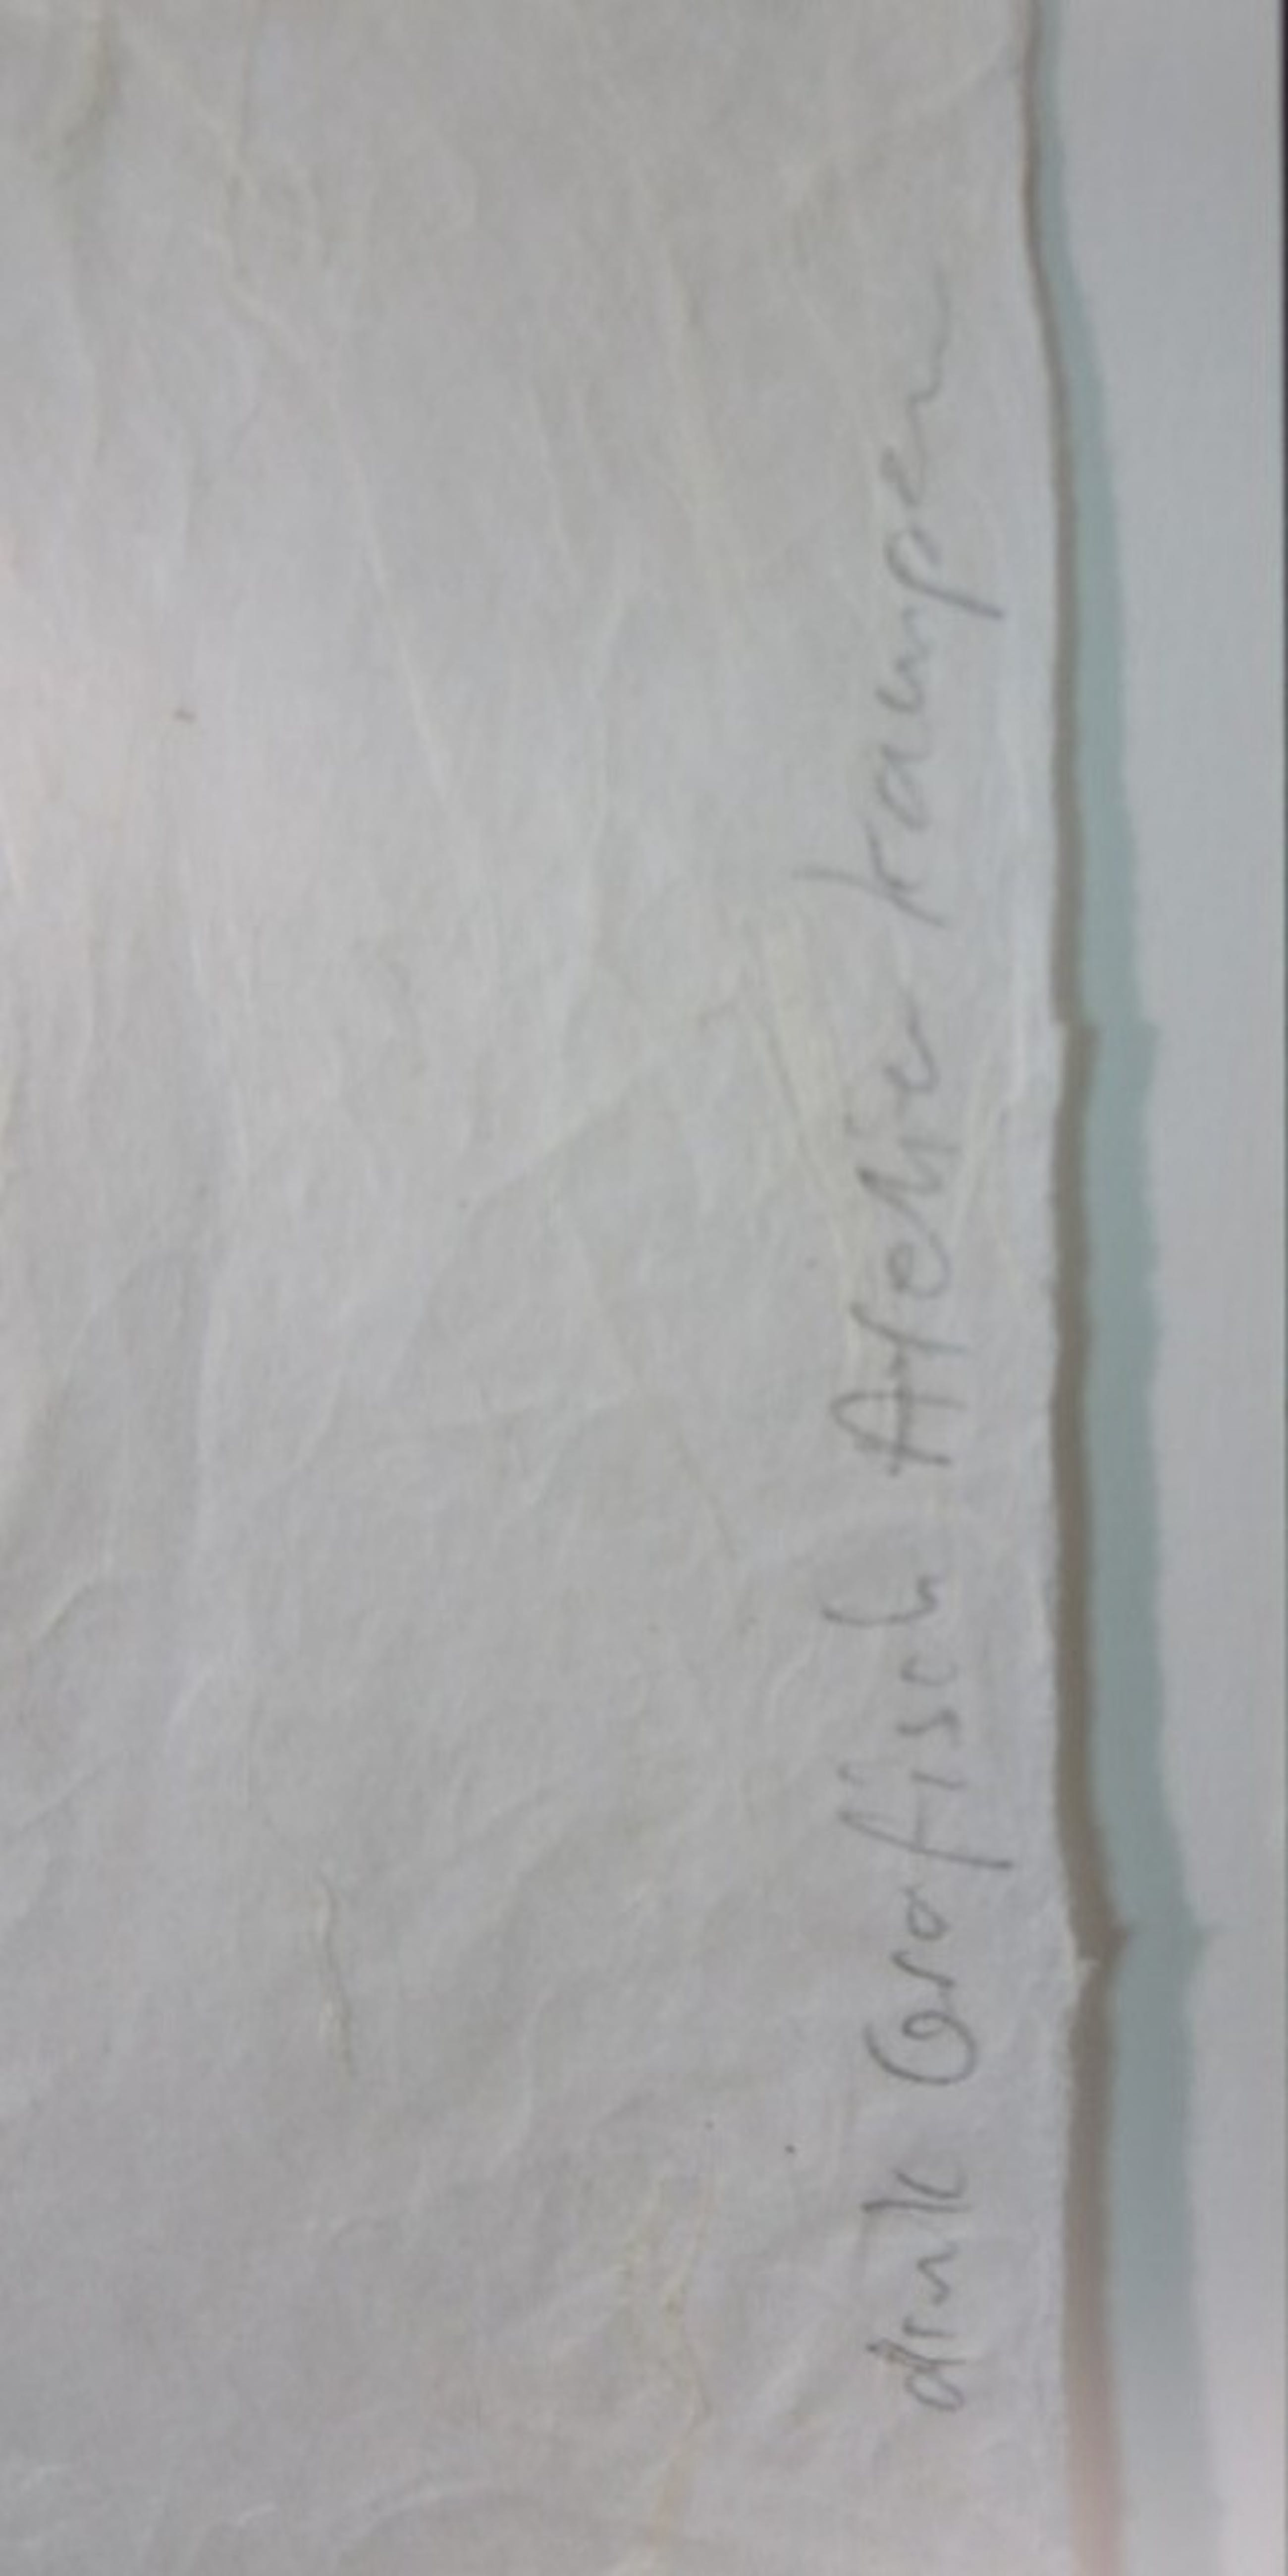 druk Grafisch Atelier Kampen